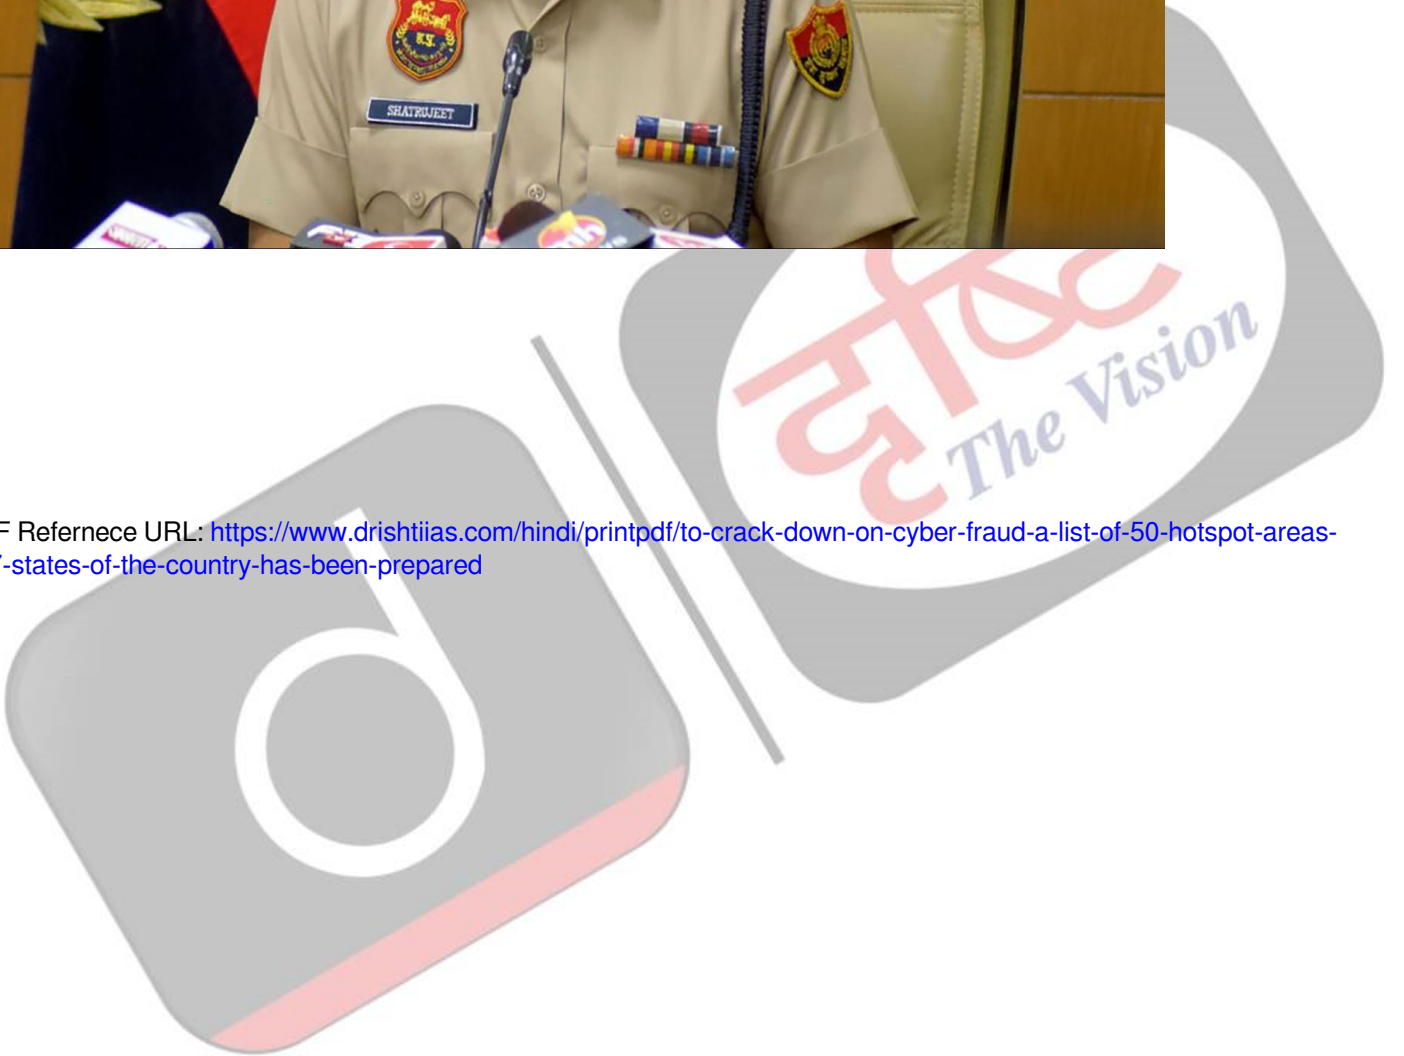 ह.पु.
SHATRUJEET
दृष्टि
The Vision
F Refernece URL: https://www.drishtiias.com/hindi/printpdf/to-crack-down-on-cyber-fraud-a-list-of-50-hotspot-areas-
-states-of-the-country-has-been-prepared
d